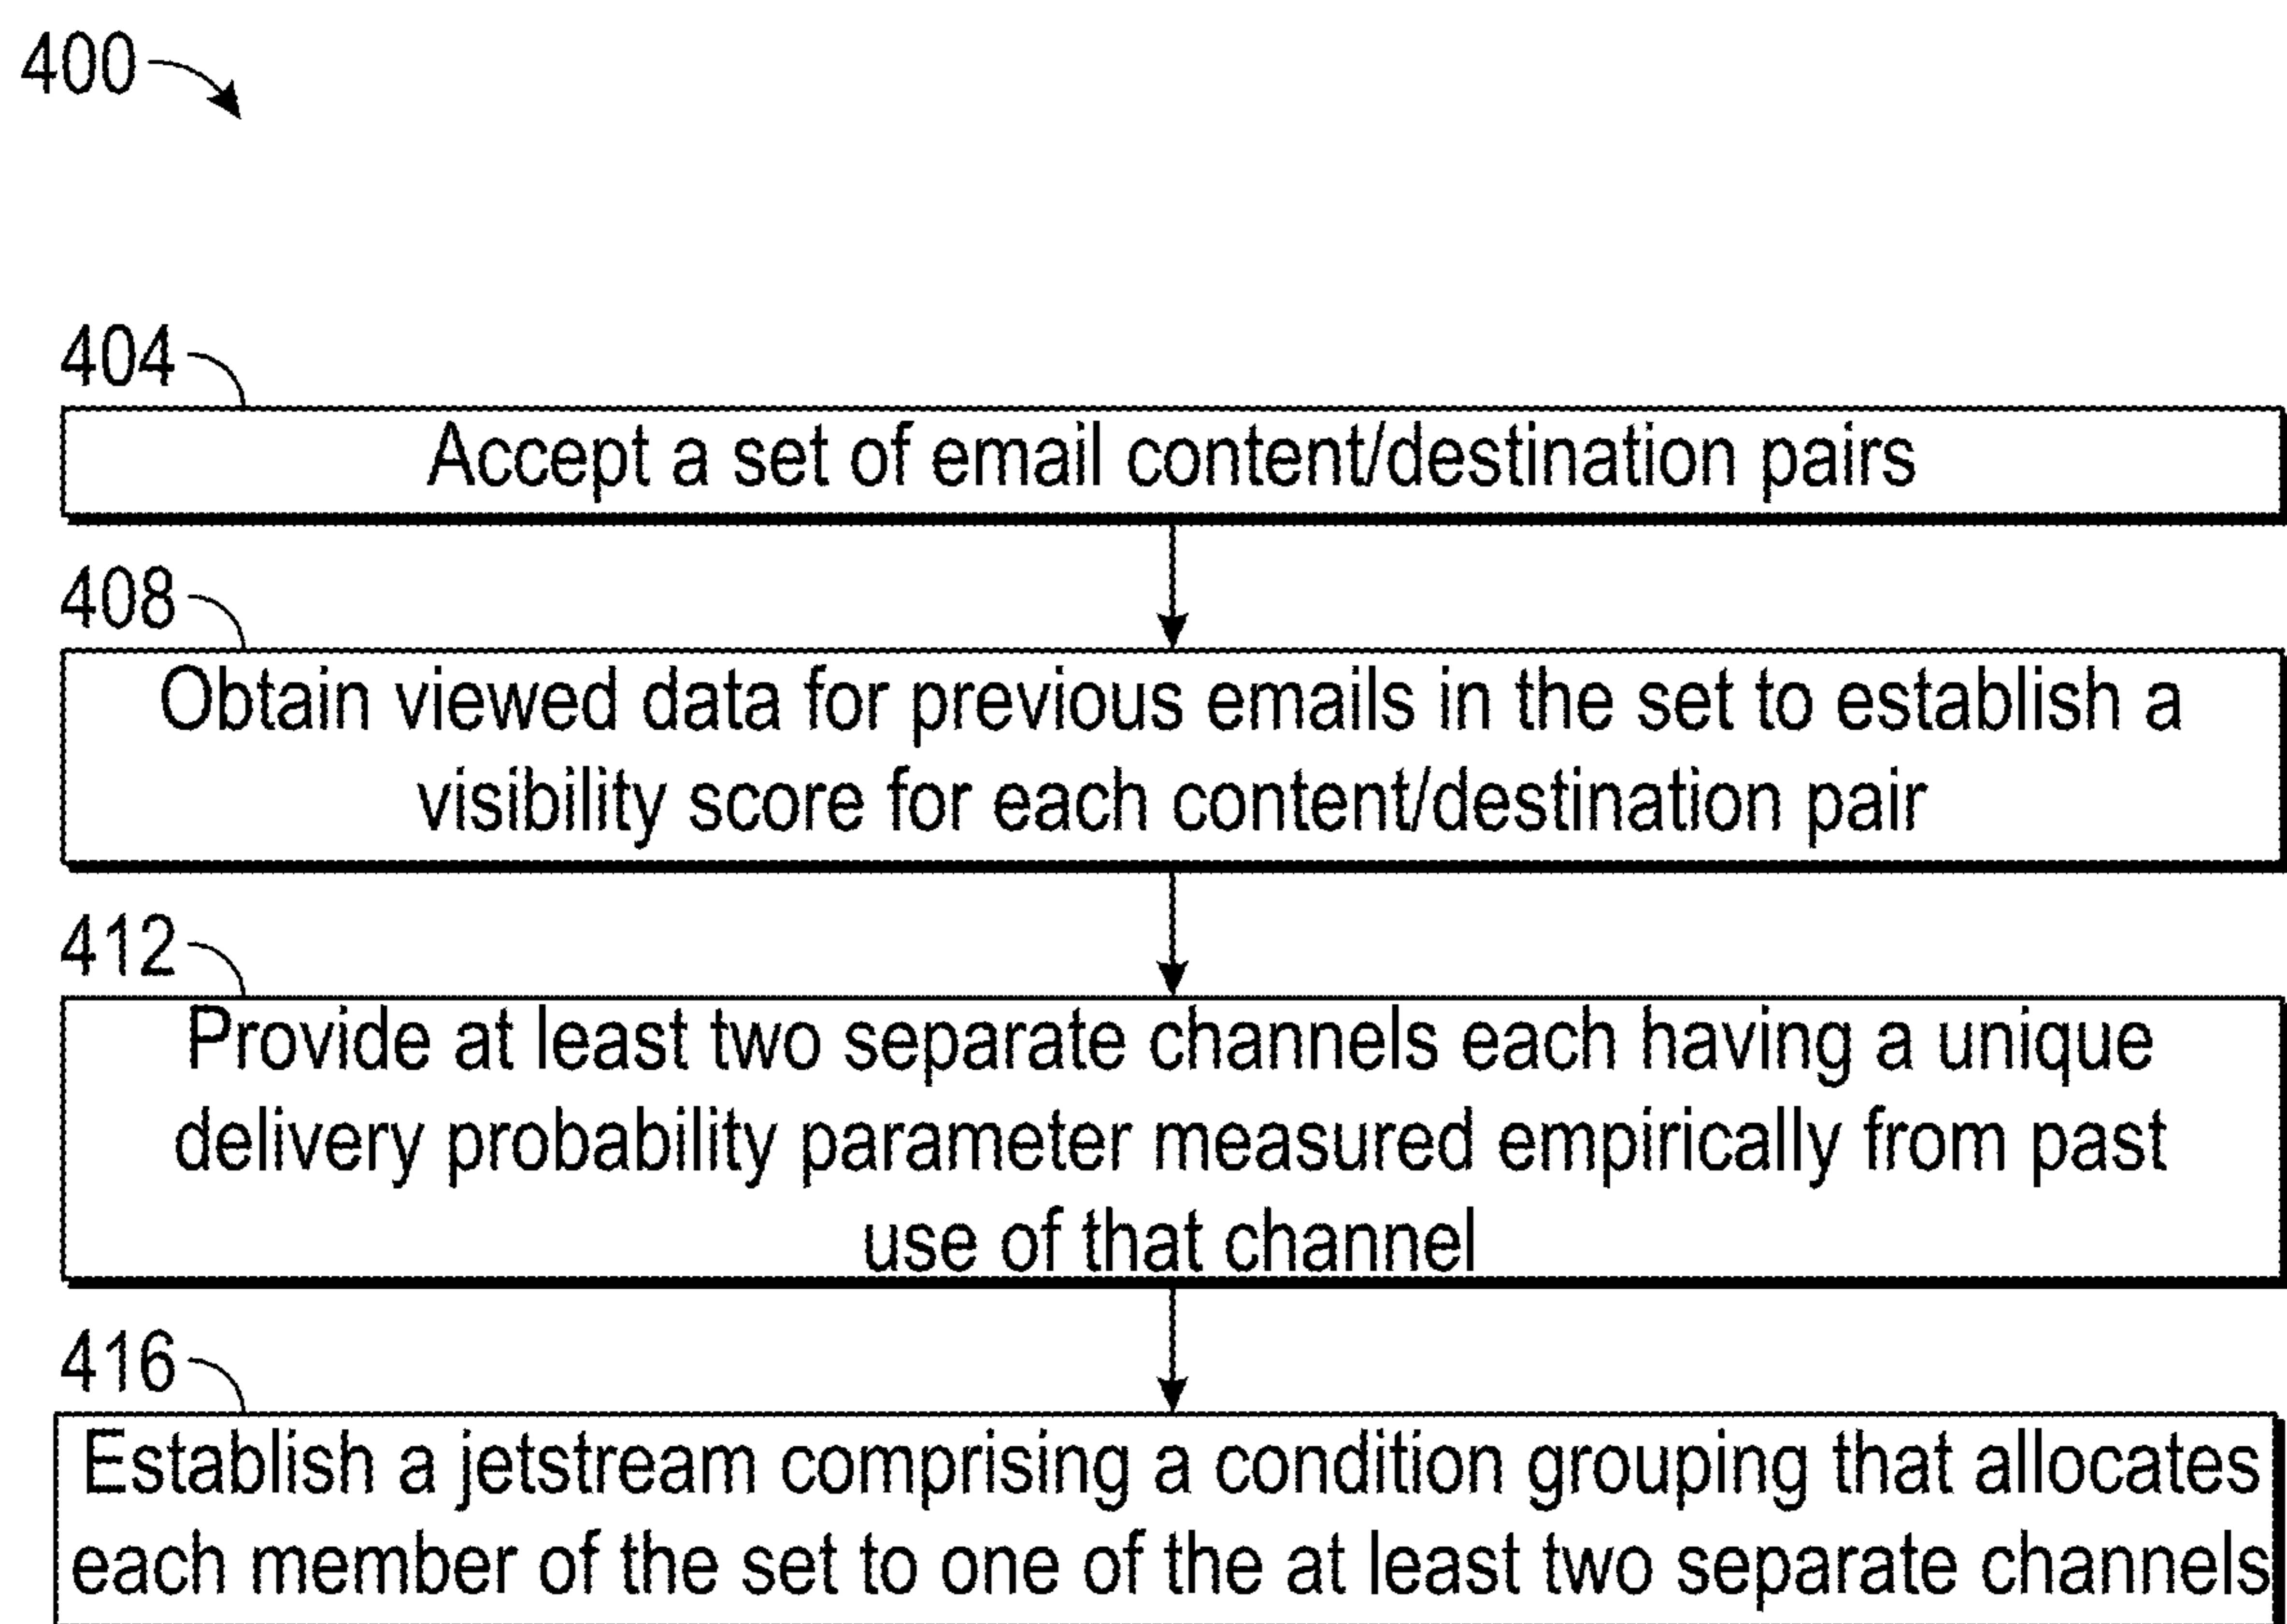 400
404
Accept a set of email content/destination pairs
408
Obtain viewed data for previous emails in the set to establish a
visibility score for each content/destination pair
412
Provide at least two separate channels each having a unique
delivery probability parameter measured empirically from past
use of that channel
416
Establish a jetstream comprising a condition grouping that allocates
each member of the set to one of the at least two separate channels